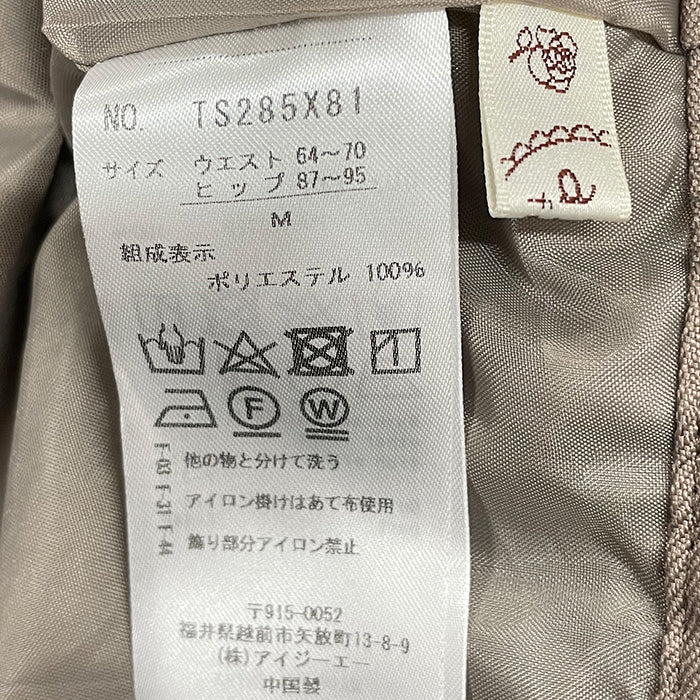 NO. TS285X81
サイズ ウエスト 64~70
ヒップ 87~95
M
組成表示
ポリエステル 100%
F
W
F-03 他の物と分けて洗う
F-31 アイロン掛けはあて布使用
F-44 飾り部分アイロン禁止
〒915-0052
福井県越前市矢放町13-8-9
(株)アイジーエー
中国製